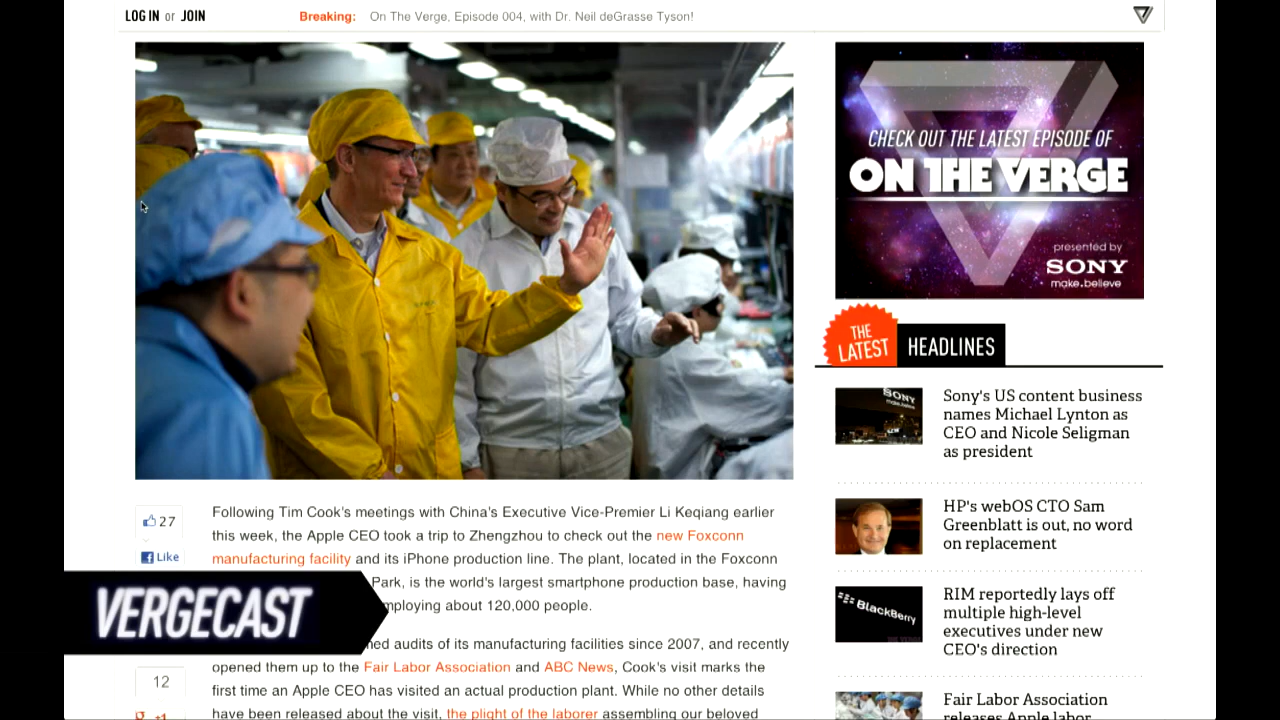 LOG IN or JOIN
Breaking: On The Verge, Episode 004, with Dr. Neil deGrasse Tyson!
CHECK OUT THE LATEST EPISODE OF
ON THE VERGE
presented by
SONY
make.believe
THE
LATEST
HEADLINES
Sony's US content business
names Michael Lynton as
CEO and Nicole Seligman
as president
HP's webOS CTO Sam
Greenblatt is out, no word
on replacement
BlackBerry
RIM reportedly lays off
multiple high-level
executives under new
CEO's direction
Fair Labor Association
releases Apple labor
27
Like
12
+1
Following Tim Cook's meetings with China's Executive Vice-Premier Li Keqiang earlier
this week, the Apple CEO took a trip to Zhengzhou to check out the new Foxconn
manufacturing facility and its iPhone production line. The plant, located in the Foxconn
Park, is the world's largest smartphone production base, having
mploying about 120,000 people.
ned audits of its manufacturing facilities since 2007, and recently
opened them up to the Fair Labor Association and ABC News, Cook's visit marks the
first time an Apple CEO has visited an actual production plant. While no other details
have been released about the visit, the plight of the laborer assembling our beloved
VERGECAST
SONY
make.believe